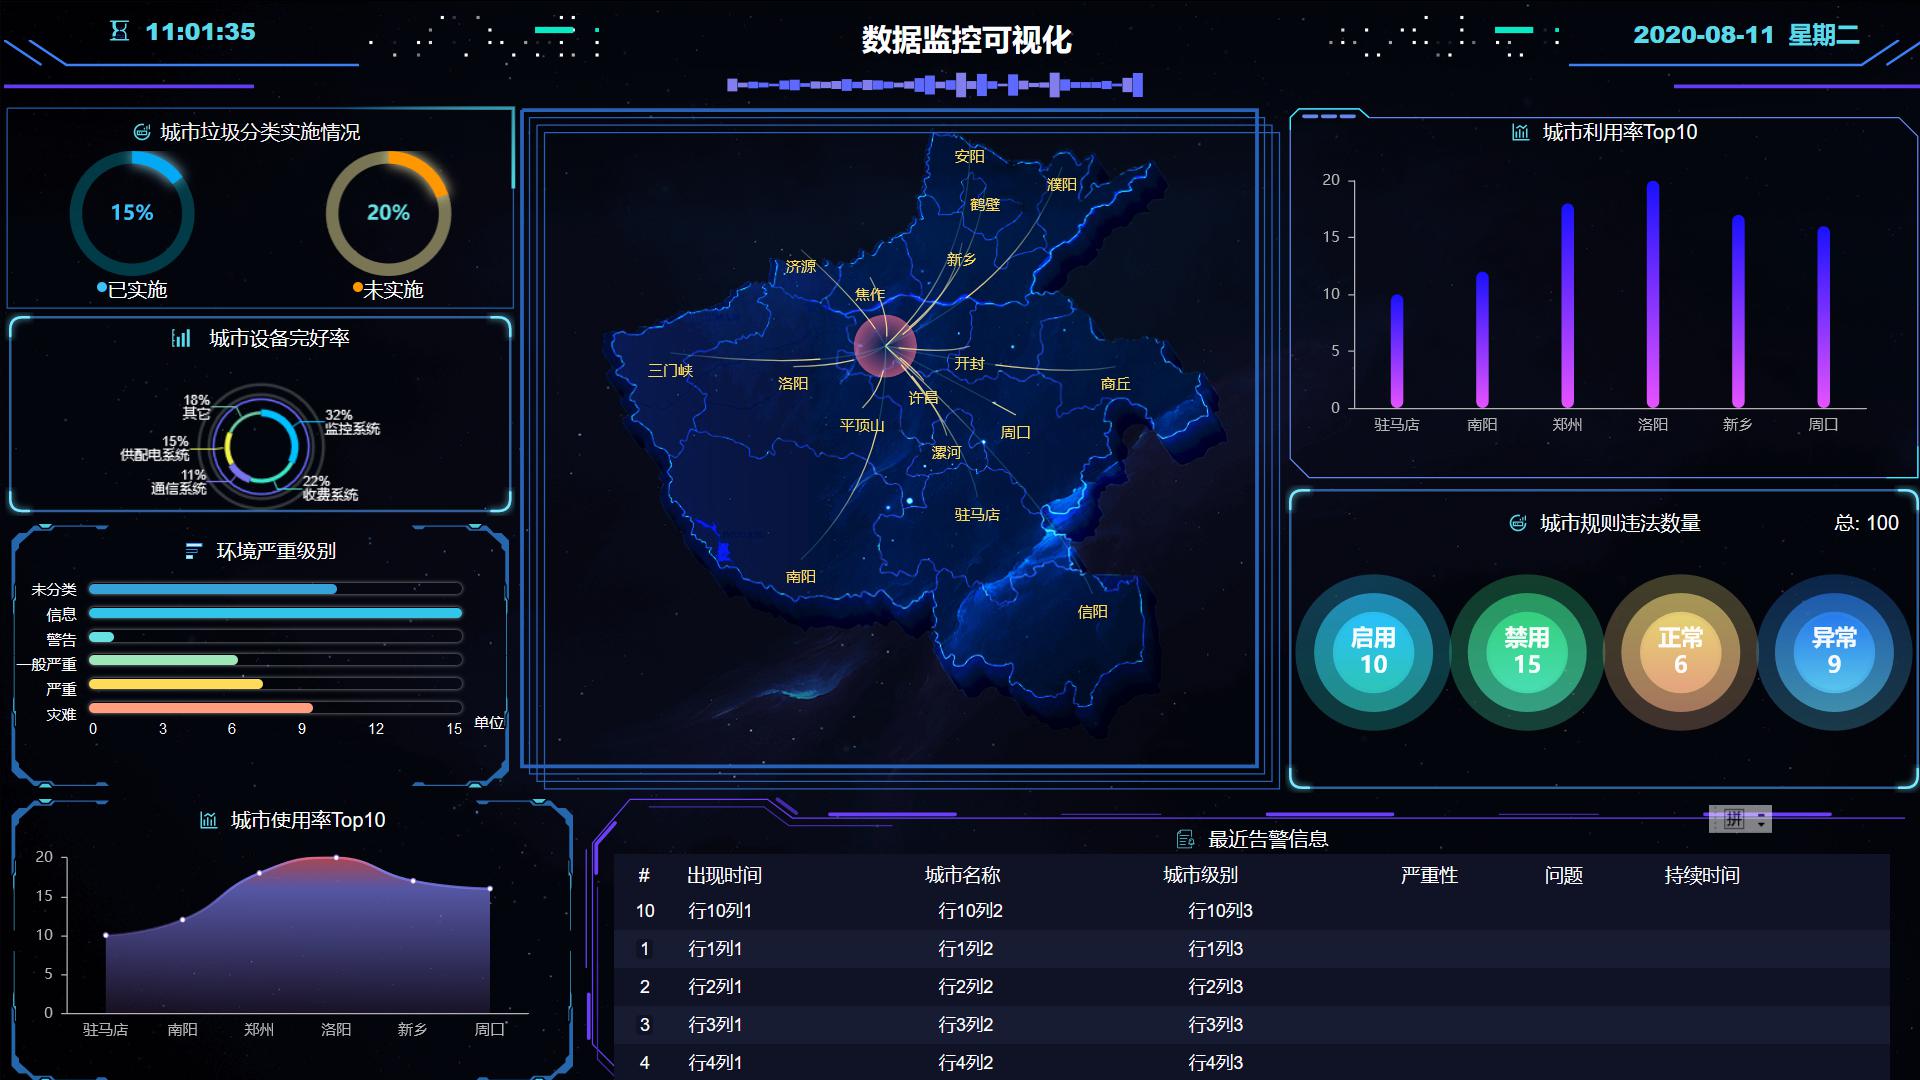 11:01:35
数据监控可视化
2020-08-11 星期二
城市垃圾分类实施情况
15%
20%
已实施
未实施
城市设备完好率
18%
其它
32%
监控系统
15%
供配电系统
11%
通信系统
22%
收费系统
环境严重级别
未分类
信息
警告
一般严重
严重
灾难
0 3 6 9 12 15 单位
城市使用率Top10
20
15
10
5
0
驻马店 南阳 郑州 洛阳 新乡 周口
安阳
濮阳
鹤壁
新乡
济源
焦作
三门峡
洛阳
开封
商丘
许昌
平顶山
周口
漯河
驻马店
南阳
信阳
城市利用率Top10
20
15
10
5
0
驻马店 南阳 郑州 洛阳 新乡 周口
城市规则违法数量
总: 100
启用
10
禁用
15
正常
6
异常
9
拼
最近告警信息
# 出现时间 城市名称 城市级别 严重性 问题 持续时间
10 行10列1 行10列2 行10列3
1 行1列1 行1列2 行1列3
2 行2列1 行2列2 行2列3
3 行3列1 行3列2 行3列3
4 行4列1 行4列2 行4列3